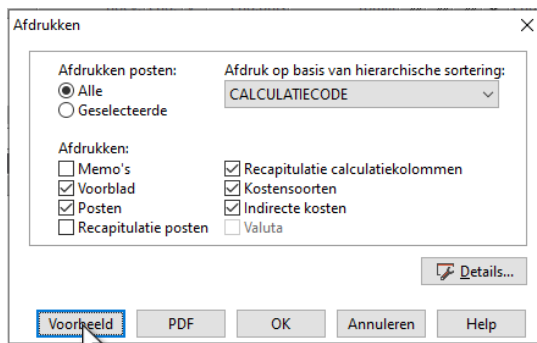 Afdrukken
Afdrukken posten:
Alle
Geselecteerde
Afdruk op basis van hierarchische sortering:
CALCULATIECODE
Afdrukken:
Memo's
Voorblad
Posten
Recapitulatie posten
Recapitulatie calculatiekolommen
Kostensoorten
Indirecte kosten
Valuta
Details...
Voorbeeld
PDF
OK
Annuleren
Help